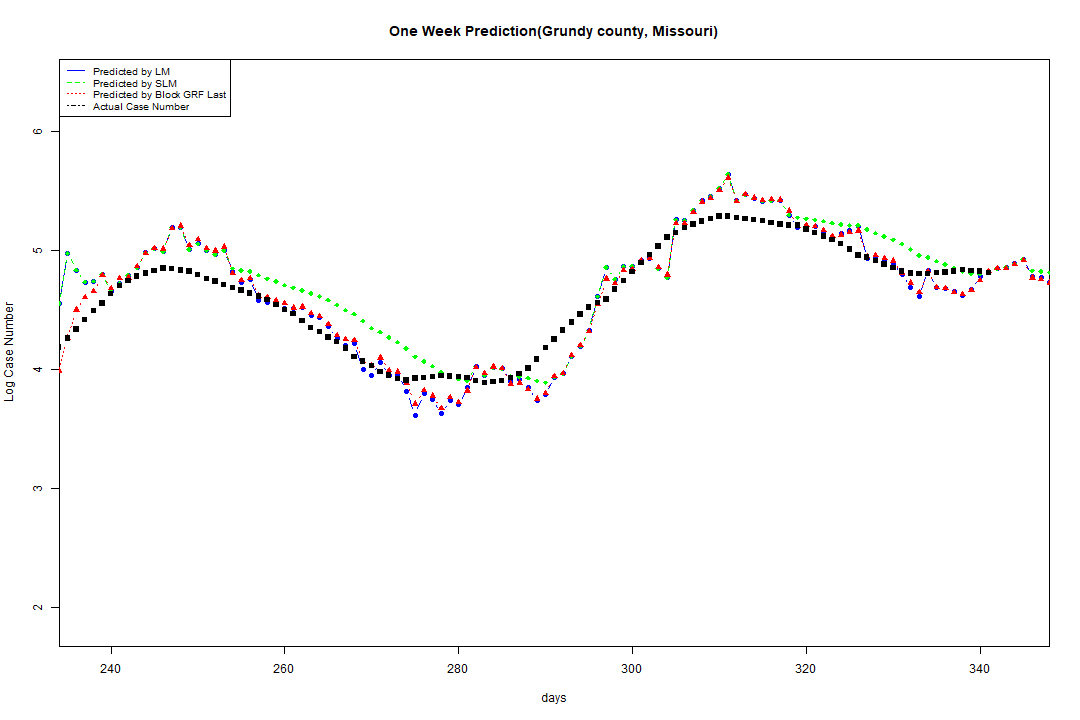 One Week Prediction(Grundy county, Missouri)
Predicted by LM
Predicted by SLM
Predicted by Block GRF Last
Actual Case Number
Log Case Number
6
5
4
3
2
240 260 280 300 320 340
days